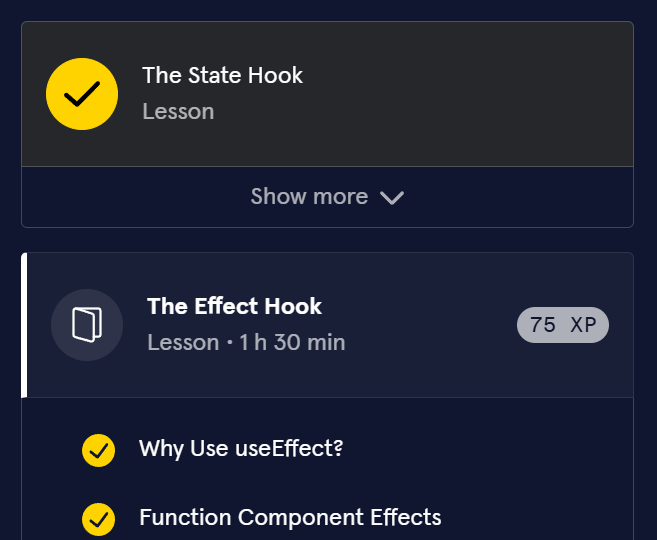 The State Hook
Lesson
Show more
The Effect Hook
Lesson • 1 h 30 min
75 XP
Why Use useEffect?
Function Component Effects